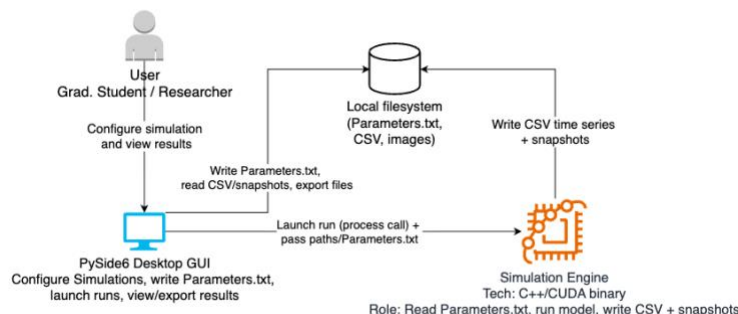 User
Grad. Student / Researcher
Configure simulation
and view results
Local filesystem
(Parameters.txt,
CSV, images)
Write CSV time series
+ snapshots
Write Parameters.txt,
read CSV/snapshots, export files
Launch run (process call) +
pass paths/Parameters.txt
PySide6 Desktop GUI
Configure Simulations, write Parameters.txt,
launch runs, view/export results
Simulation Engine
Tech: C++/CUDA binary
Role: Read Parameters.txt, run model, write CSV + snapshots